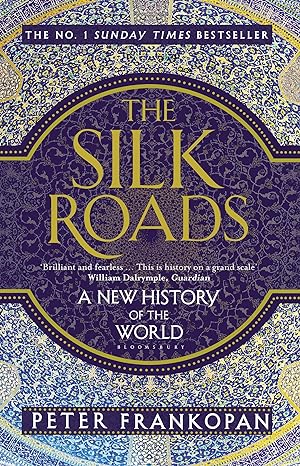 THE NO. 1 SUNDAY TIMES BESTSELLER
THE
SILK
ROADS
'Brilliant and fearless ... This is history on a grand scale'
William Dalrymple, Guardian
A NEW HISTORY
OF THE
WORLD
BLOOMSBURY
PETER FRANKOPAN